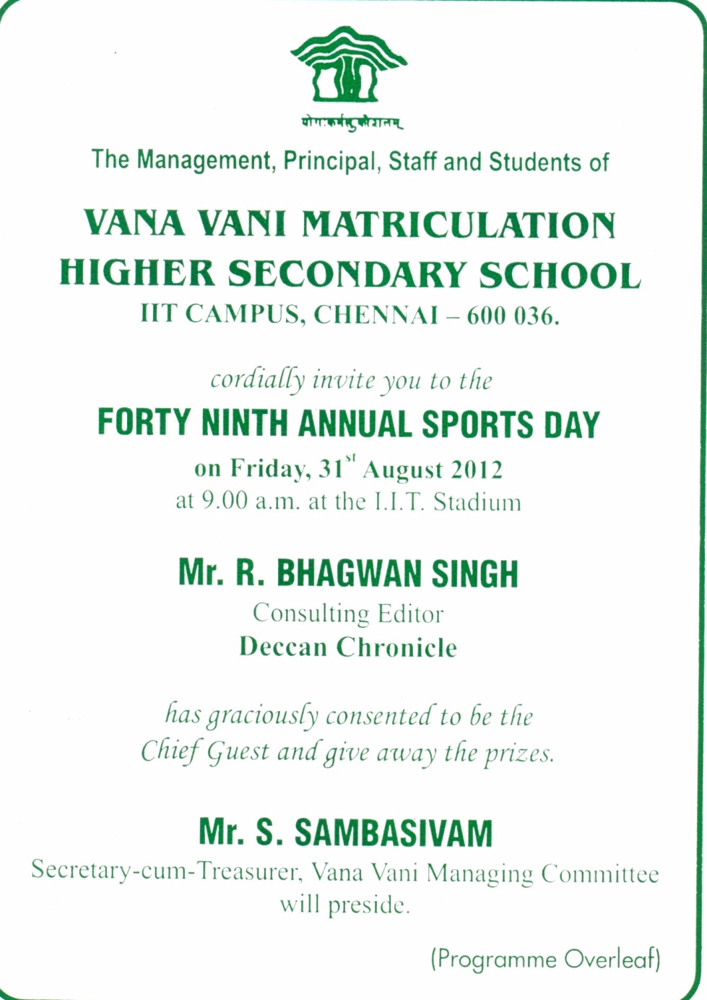 योगः कर्मसु कौशलम्
The Management, Principal, Staff and Students of
VANA VANI MATRICULATION
HIGHER SECONDARY SCHOOL
IIT CAMPUS, CHENNAI – 600 036.
cordially invite you to the
FORTY NINTH ANNUAL SPORTS DAY
on Friday, 31st August 2012
at 9.00 a.m. at the I.I.T. Stadium
Mr. R. BHAGWAN SINGH
Consulting Editor
Deccan Chronicle
has graciously consented to be the
Chief Guest and give away the prizes.
Mr. S. SAMBASIVAM
Secretary-cum-Treasurer, Vana Vani Managing Committee
will preside.
(Programme Overleaf)